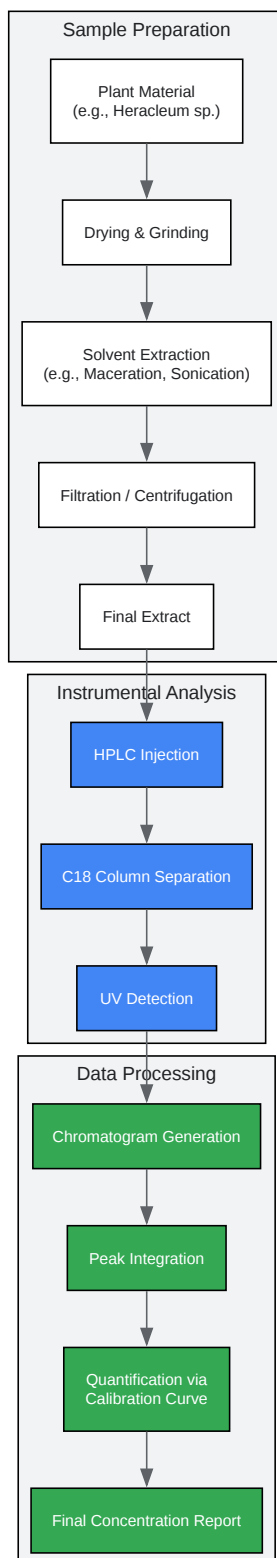 Sample Preparation
Plant Material
(e.g., Heracleum sp.)
Drying & Grinding
Solvent Extraction
(e.g., Maceration, Sonication)
Filtration / Centrifugation
Final Extract
Instrumental Analysis
HPLC Injection
C18 Column Separation
UV Detection
Data Processing
Chromatogram Generation
Peak Integration
Quantification via
Calibration Curve
Final Concentration Report